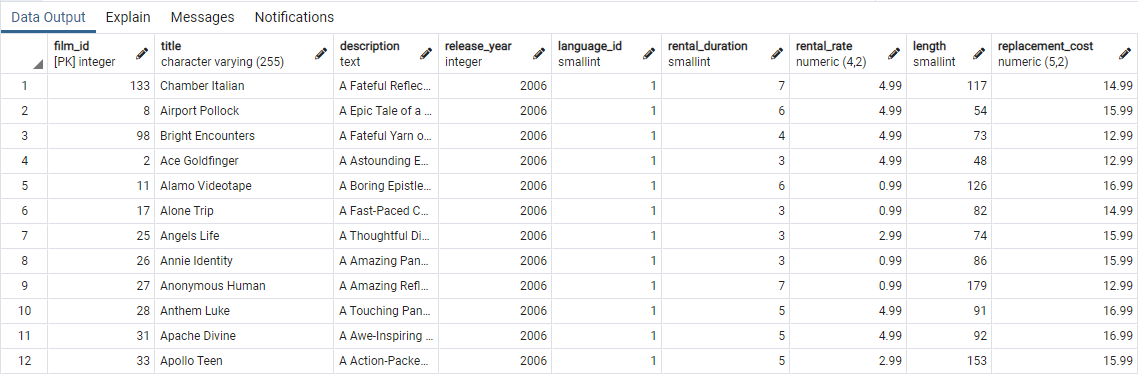 Data Output Explain Messages Notifications
film_id title description release_year language_id rental_duration rental_rate length replacement_cost
[PK] integer character varying (255) text integer smallint smallint numeric (4,2) smallint numeric (5,2)
1 133 Chamber Italian A Fateful Reflec... 2006 1 7 4.99 117 14.99
2 8 Airport Pollock A Epic Tale of a ... 2006 1 6 4.99 54 15.99
3 98 Bright Encounters A Fateful Yarn o... 2006 1 4 4.99 73 12.99
4 2 Ace Goldfinger A Astounding E... 2006 1 3 4.99 48 12.99
5 11 Alamo Videotape A Boring Epistle... 2006 1 6 0.99 126 16.99
6 17 Alone Trip A Fast-Paced C... 2006 1 3 0.99 82 14.99
7 25 Angels Life A Thoughtful Di... 2006 1 3 2.99 74 15.99
8 26 Annie Identity A Amazing Pan... 2006 1 3 0.99 86 15.99
9 27 Anonymous Human A Amazing Refl... 2006 1 7 0.99 179 12.99
10 28 Anthem Luke A Touching Pan... 2006 1 5 4.99 91 16.99
11 31 Apache Divine A Awe-Inspiring ... 2006 1 5 4.99 92 16.99
12 33 Apollo Teen A Action-Packe... 2006 1 5 2.99 153 15.99